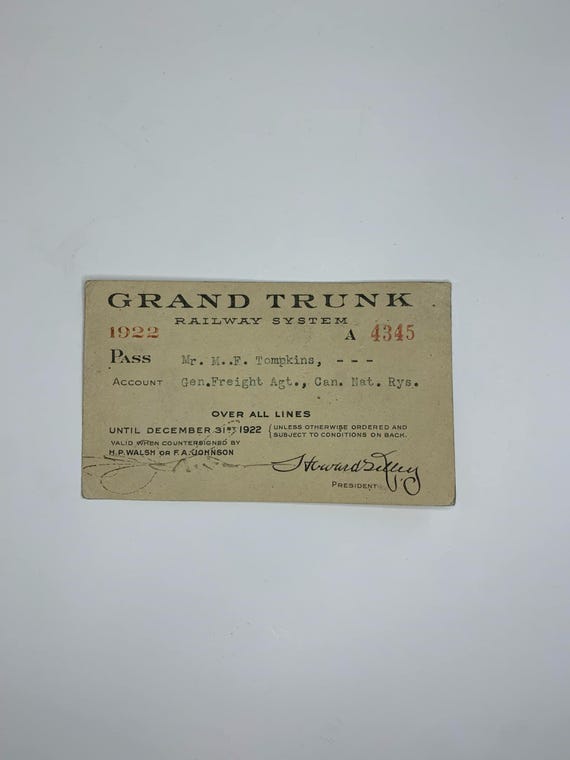 GRAND TRUNK
RAILWAY SYSTEM
1922 A 4345
PASS Mr. M. F. Tompkins, - - -
ACCOUNT Gen.Freight Agt., Can. Nat. Rys.
OVER ALL LINES
UNTIL DECEMBER 31ST 1922 (UNLESS OTHERWISE ORDERED AND
SUBJECT TO CONDITIONS ON BACK.
VALID WHEN COUNTERSIGNED BY
H.P. WALSH OR F.A. JOHNSON
Howard G. Kelley
PRESIDENT